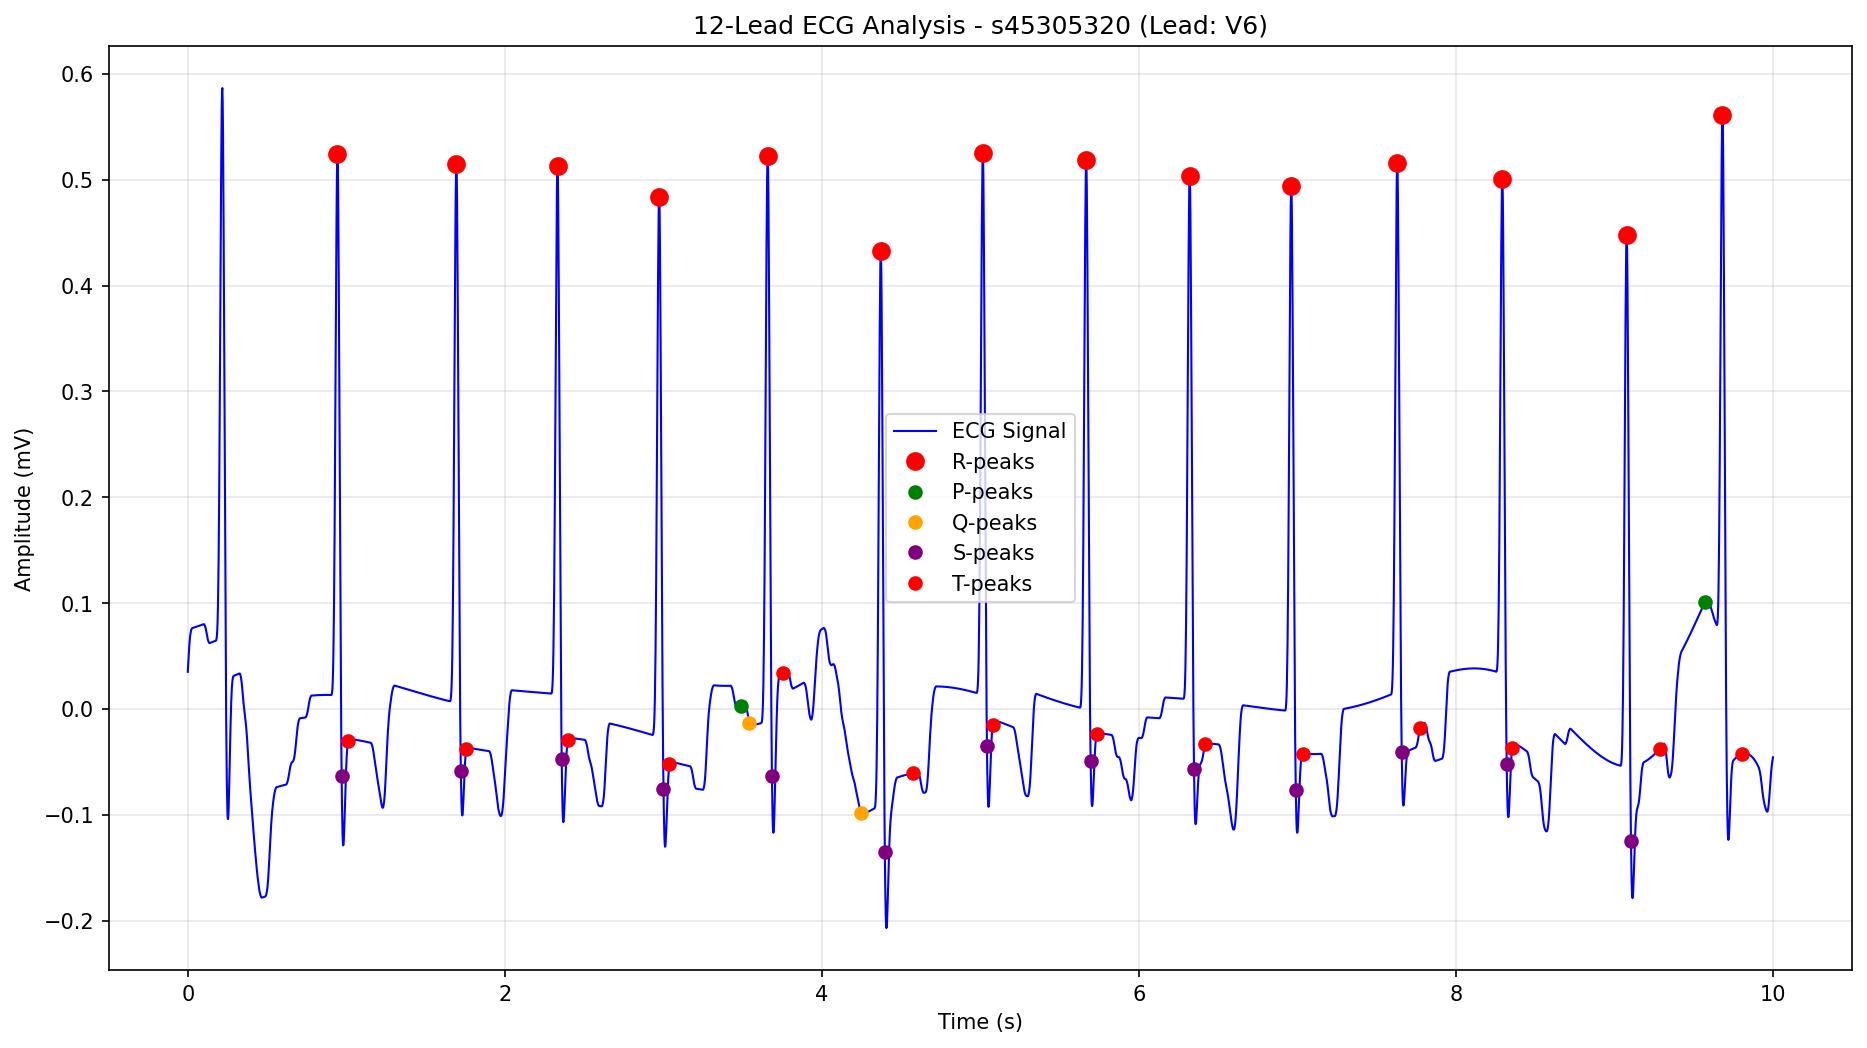 12-Lead ECG Analysis - s45305320 (Lead: V6)
Amplitude (mV)
0.6
0.5
0.4
0.3
0.2
0.1
0.0
−0.1
−0.2
ECG Signal
R-peaks
P-peaks
Q-peaks
S-peaks
T-peaks
0 2 4 6 8 10
Time (s)